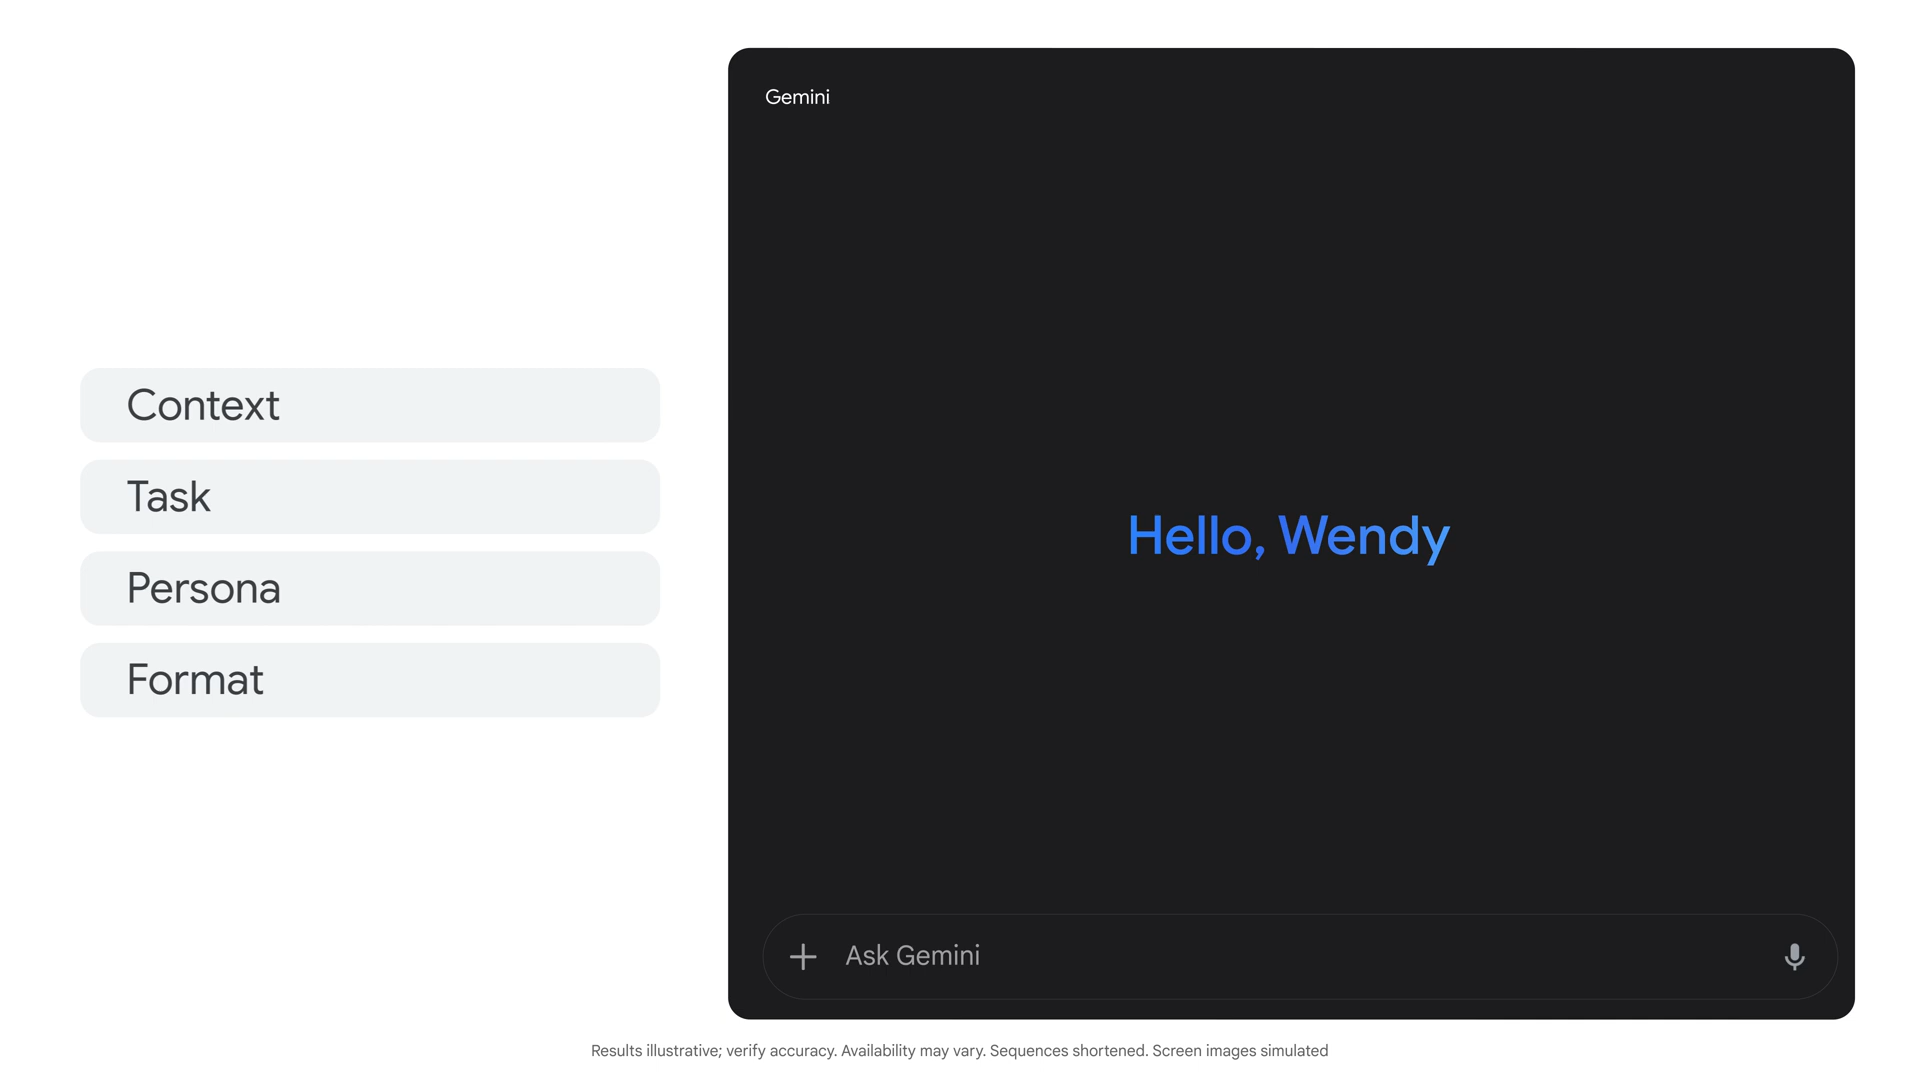 Context
Task
Persona
Format
Gemini
Hello, Wendy
Ask Gemini
Results illustrative; verify accuracy. Availability may vary. Sequences shortened. Screen images simulated